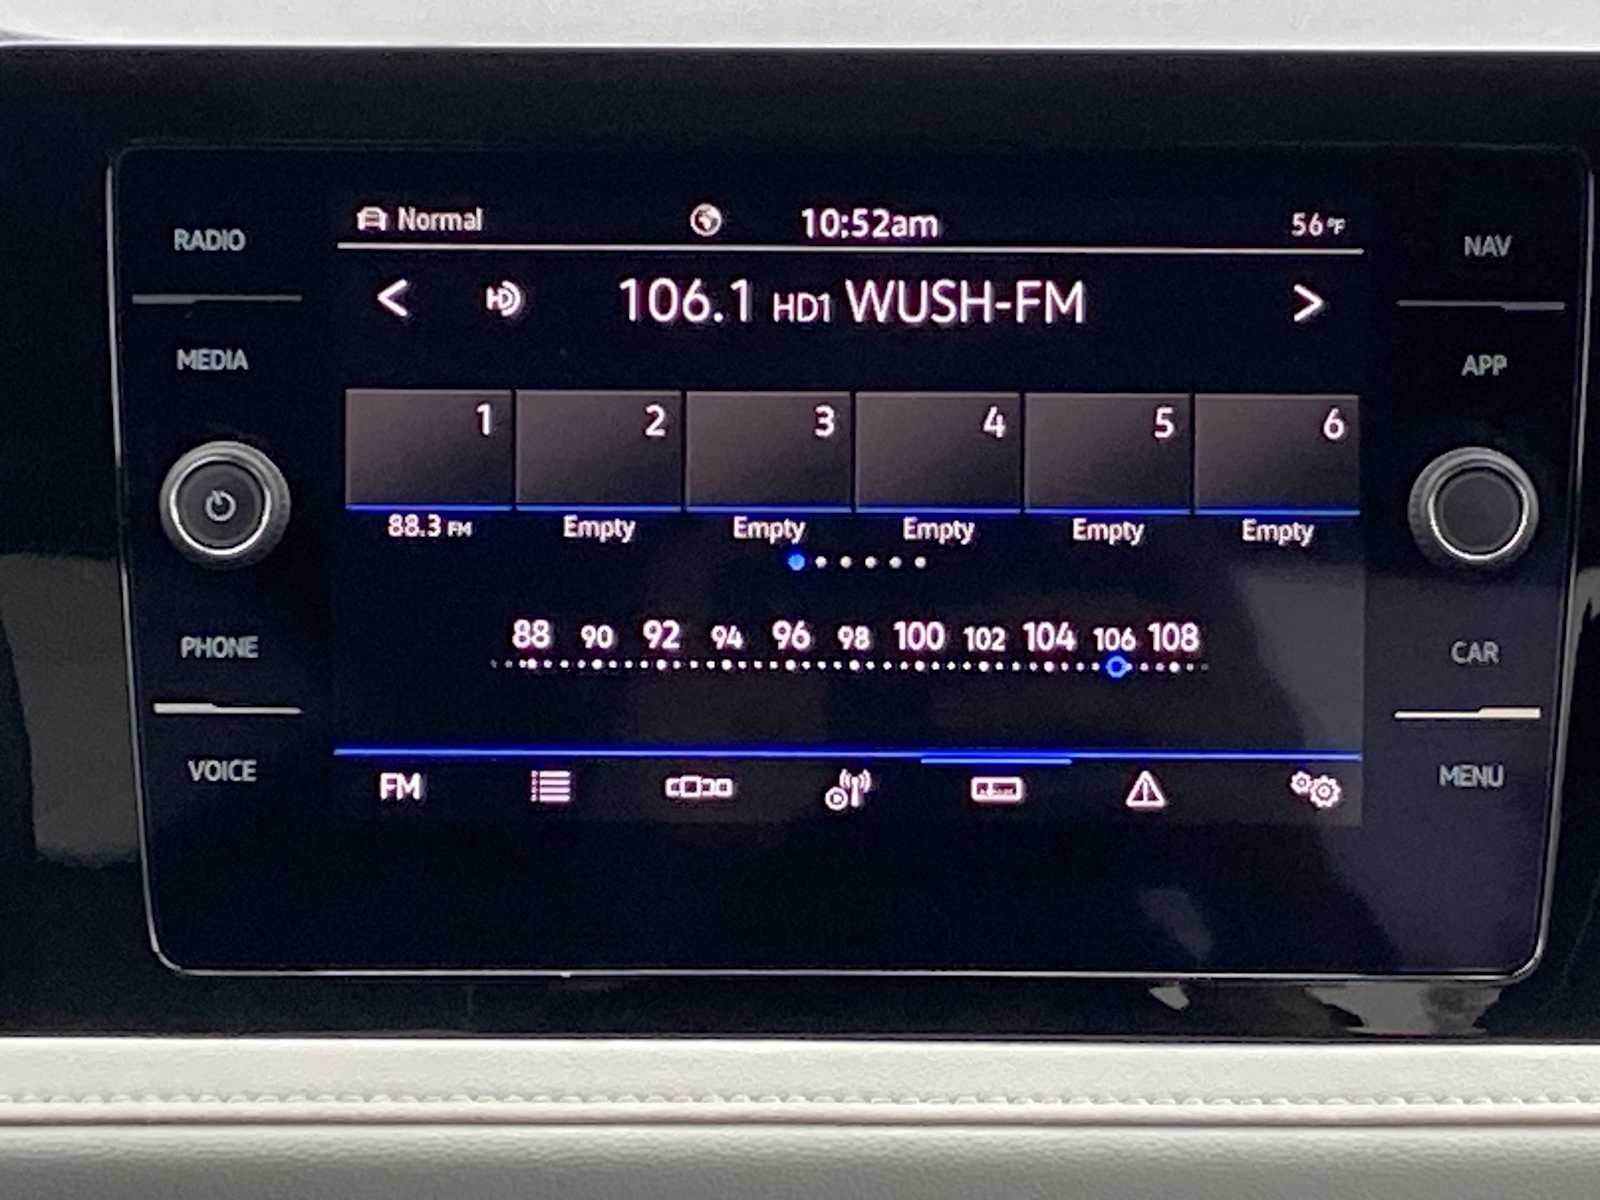 RADIO
MEDIA
PHONE
VOICE
Normal 10:52am 56°F
< HD 106.1 HD1 WUSH-FM >
1 2 3 4 5 6
88.3 FM Empty Empty Empty Empty Empty
88 90 92 94 96 98 100 102 104 106 108
FM
NAV
APP
CAR
MENU